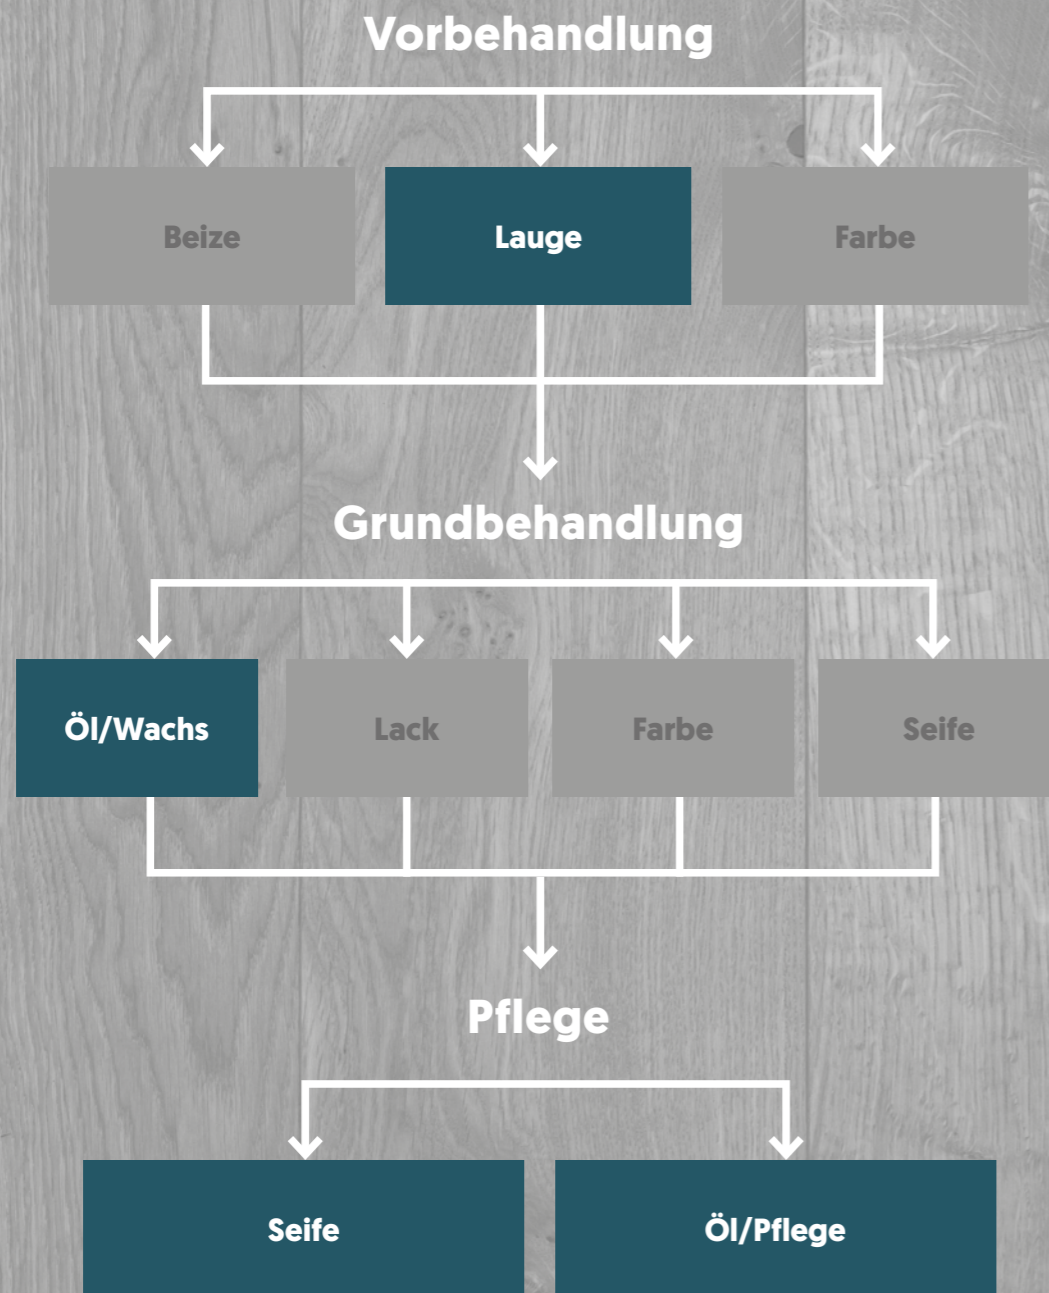 Vorbehandlung
Beize
Lauge
Farbe
Grundbehandlung
Öl/Wachs
Lack
Farbe
Seife
Pflege
Seife
Öl/Pflege